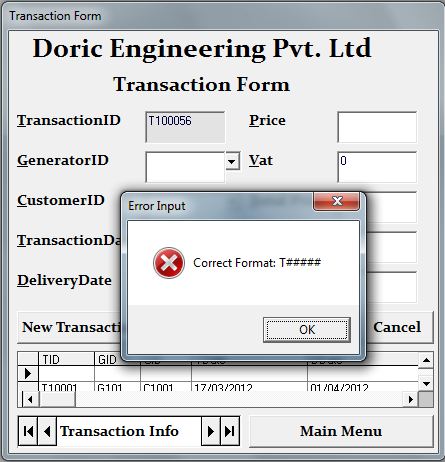 Transaction Form
Doric Engineering Pvt. Ltd
Transaction Form
TransactionID T100056 Price
GeneratorID Vat 0
CustomerID
Error Input
TransactionDa
Correct Format: T#####
DeliveryDate
OK
New Transacti Cancel
TID GID
T10001 G101 C1001 17/03/2012 01/04/2012
Transaction Info Main Menu